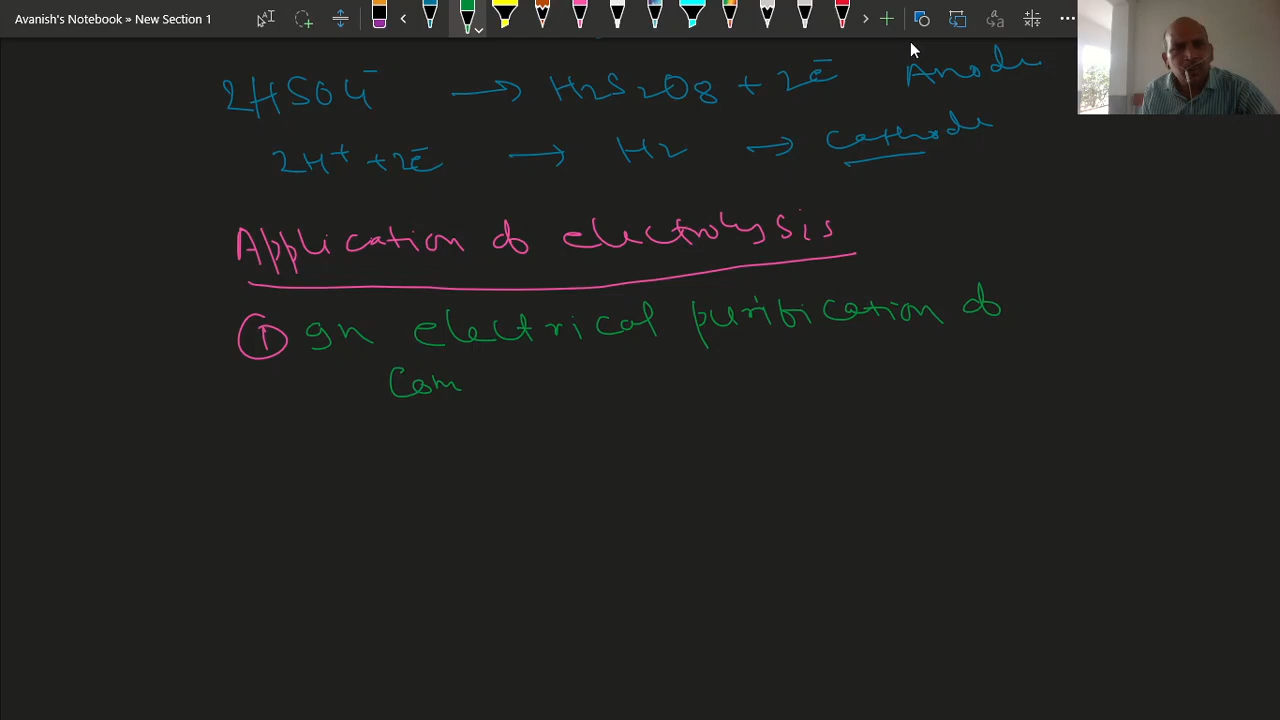 Avanish's Notebook » New Section 1
2HSO4⁻ → H2S2O8 + 2e⁻ Anode
2H⁺ + 2e⁻ → H2 → Cathode
Application of electrolysis
① In electrical purification of
Com